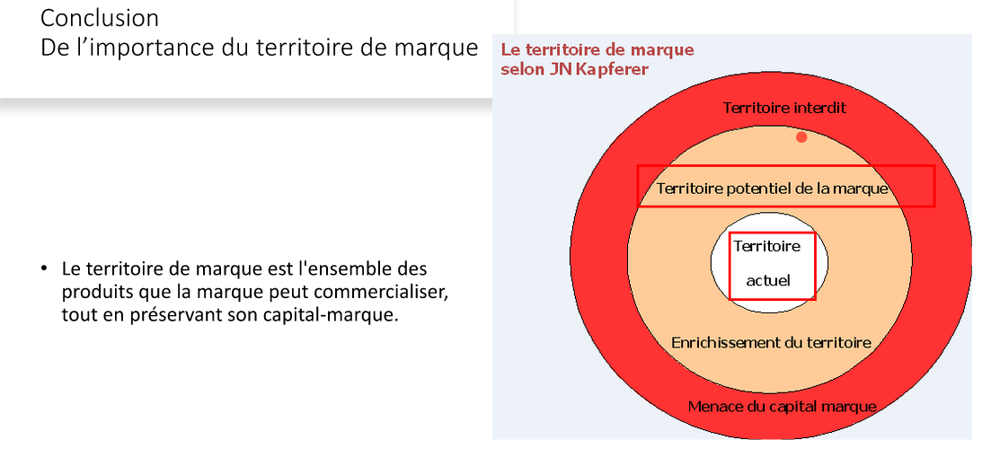 Conclusion
De l’importance du territoire de marque
• Le territoire de marque est l'ensemble des
produits que la marque peut commercialiser,
tout en préservant son capital-marque.
Le territoire de marque
selon JN Kapferer
Territoire interdit
Territoire potentiel de la marque
Territoire
actuel
Enrichissement du territoire
Menace du capital marque